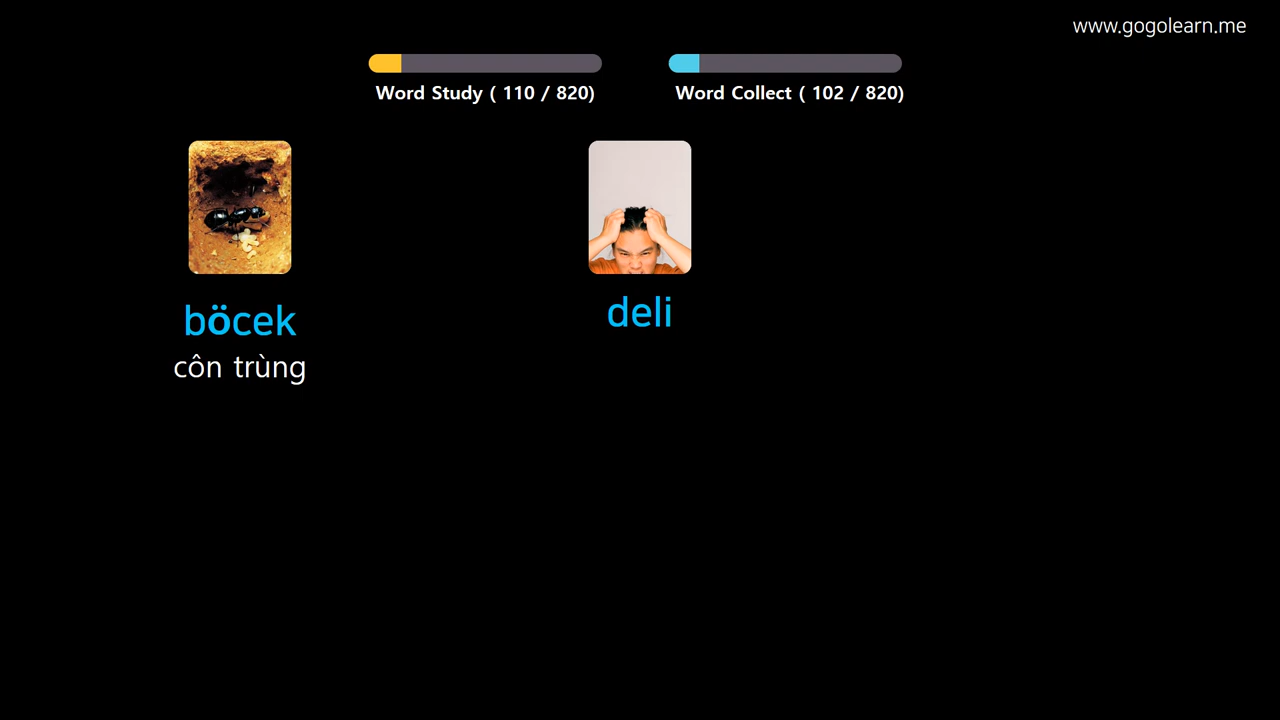 www.gogolearn.me
Word Study ( 110 / 820)
Word Collect ( 102 / 820)
böcek
côn trùng
deli